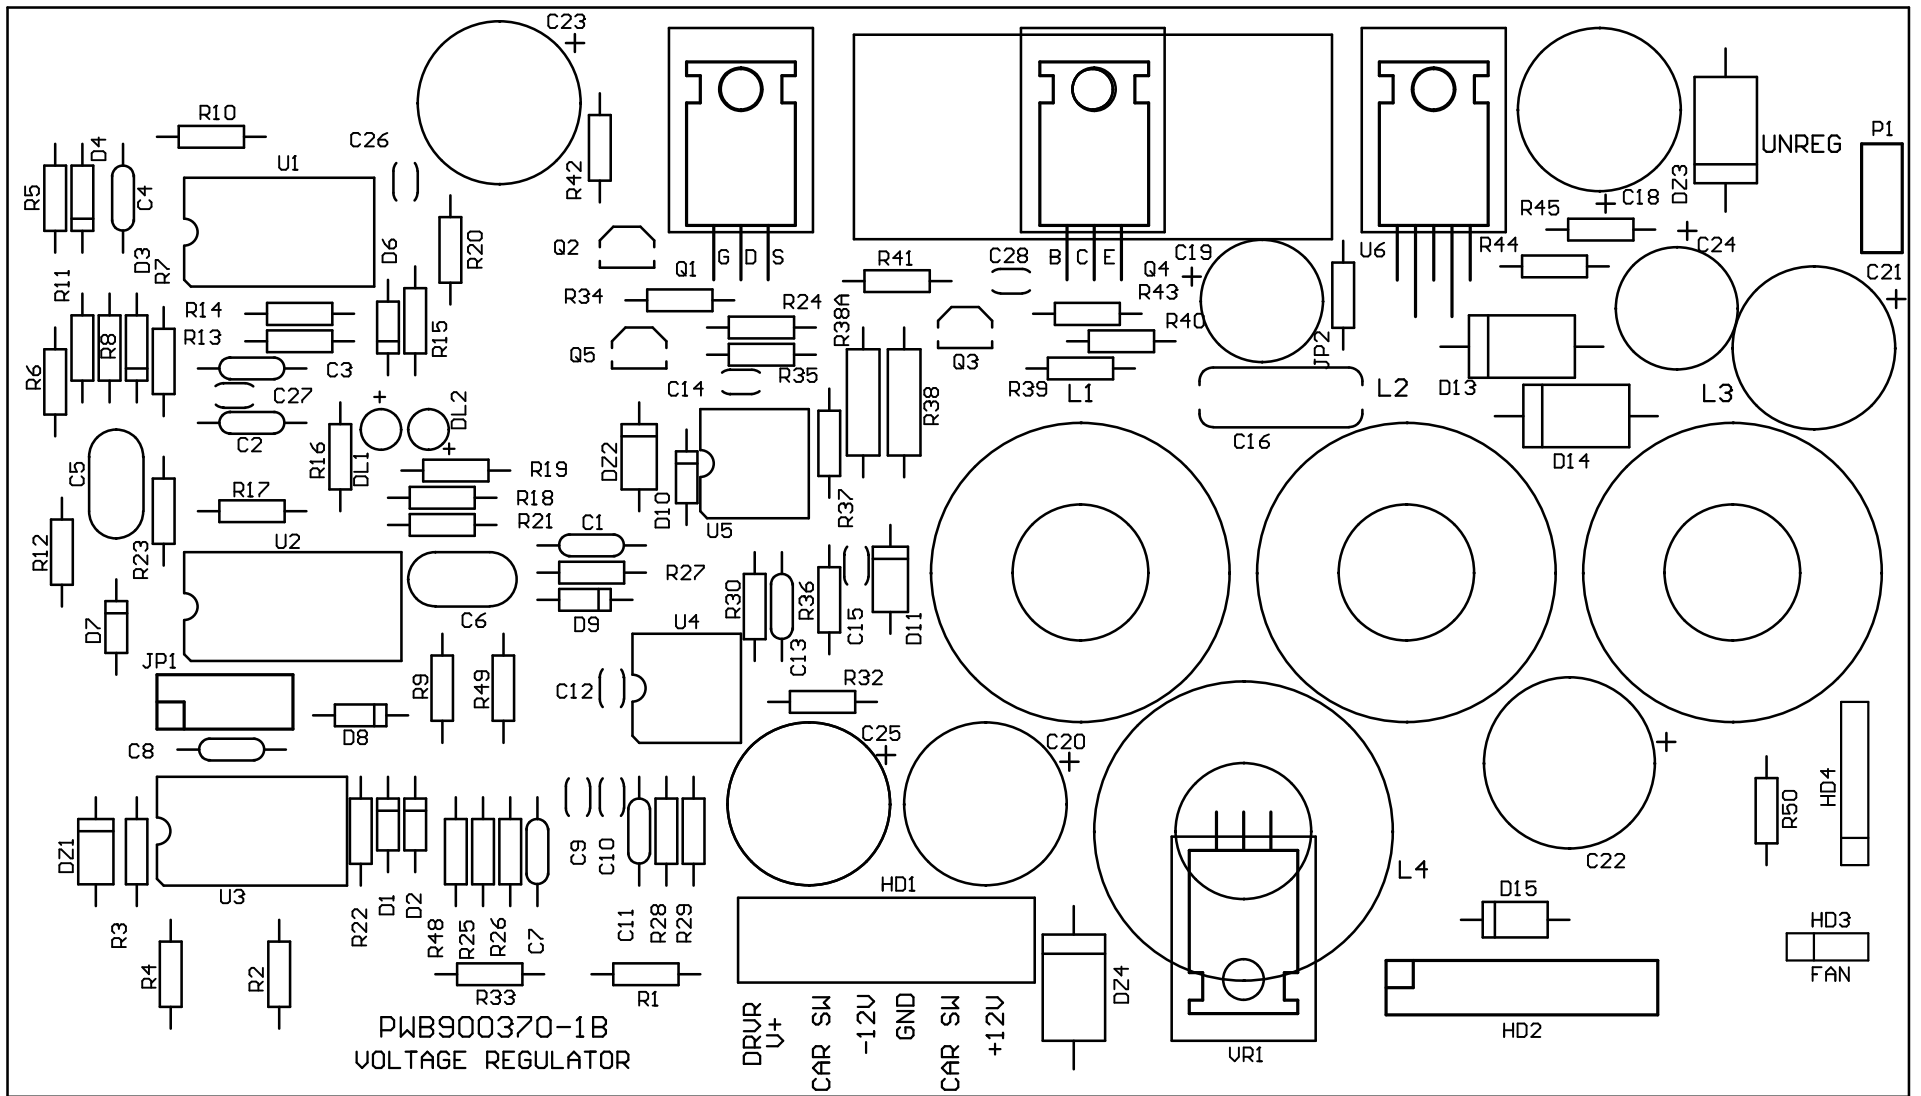 C23
R10
C26
U1
D4
R5
C4
R42
R20
D6
Q2
G D S
Q1
R41
C28
B C E
Q4
C19
U6
R44
R45
C18
DZ3
UNREG
P1
C24
C21
D3
R7
R11
R14
R13
R15
R34
R24
R38A
R43
R40
JP2
R8
R6
C3
C27
C2
Q5
R35
C14
Q3
R39
L1
L2
D13
L3
DL2
R16
DL1
C5
R38
C16
D14
DZ2
R19
R17
R18
R21
D10
U5
R37
C1
R12
R23
U2
R27
R30
R36
C15
D11
D7
C6
D9
U4
C13
JP1
R9
R49
C12
R32
D8
C8
C25
C20
HD4
R50
DZ1
C9
C10
C22
L4
U3
HD1
D15
R3
R22
D1
D2
R48
R25
R26
C7
C11
R28
R29
HD3
FAN
R4
R2
R33
R1
DZ4
HD2
VR1
DRVR
V+
CAR SW
-12V
GND
CAR SW
+12V
PWB900370-1B
VOLTAGE REGULATOR